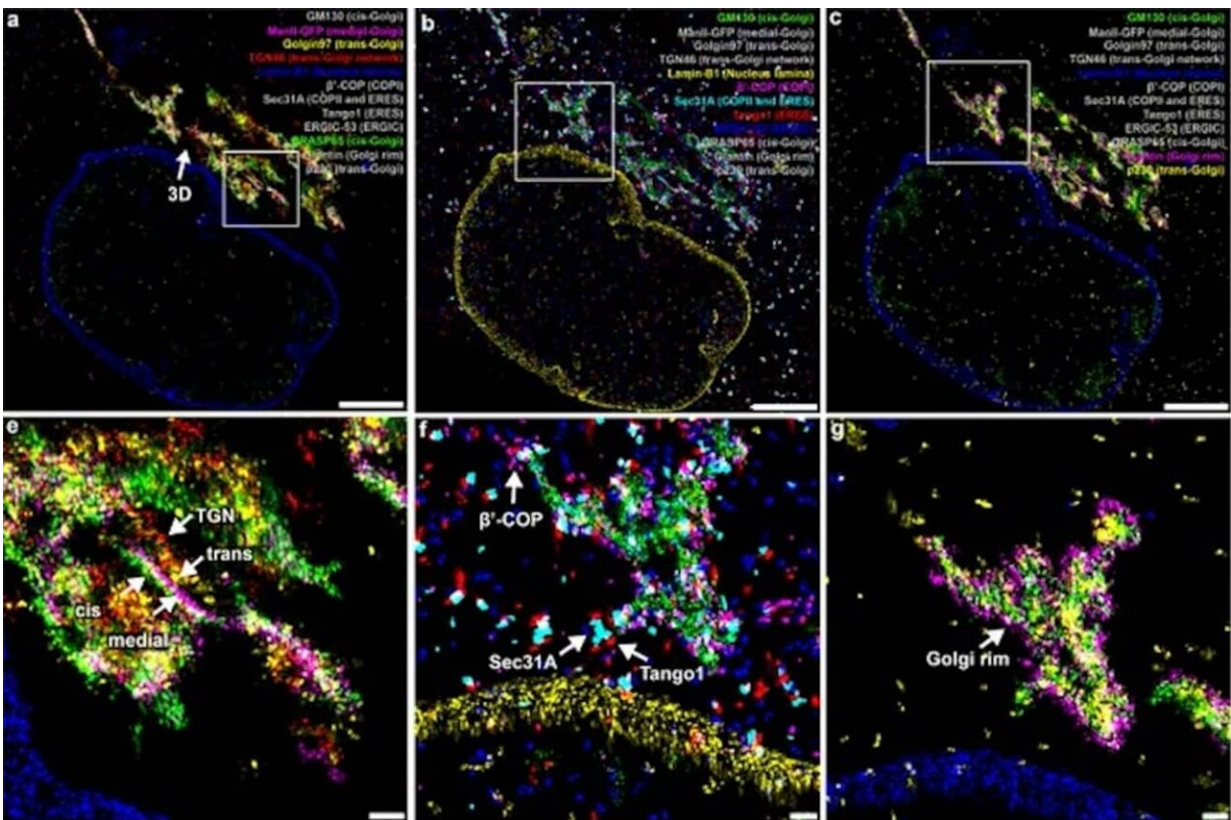 a
GM130 (cis-Golgi)
ManII-GFP (medial-Golgi)
Golgin97 (trans-Golgi)
TGN46 (trans-Golgi network)
β'-COP (COPI)
Sec31A (COPII and ERES)
Tango1 (ERES)
ERGIC-53 (ERGIC)
GRASP65 (cis-Golgi)
(Golgi rim)
(trans-Golgi)
3D
b
GM130 (cis-Golgi)
ManII-GFP (medial-Golgi)
Golgin97 (trans-Golgi)
TGN46 (trans-Golgi network)
Lamin-B1 (Nucleus lamina)
β'-COP (COPI)
Sec31A (COPII and ERES)
Tango1 (ERES)
GRASP65 (cis-Golgi)
Giantin (Golgi rim)
p230 (trans-Golgi)
c
GM130 (cis-Golgi)
ManII-GFP (medial-Golgi)
Golgin97 (trans-Golgi)
TGN46 (trans-Golgi network)
β'-COP (COPI)
Sec31A (COPII and ERES)
Tango1 (ERES)
ERGIC-53 (ERGIC)
(cis-Golgi)
(Golgi rim)
p230 (trans-Golgi)
e
TGN
trans
cis
medial
f
β'-COP
Sec31A
Tango1
g
Golgi rim